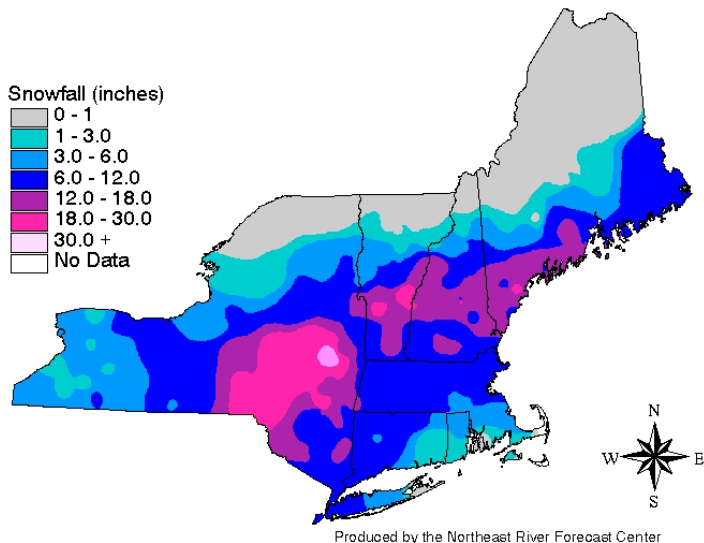 Snowfall (inches)
0 - 1
1 - 3.0
3.0 - 6.0
6.0 - 12.0
12.0 - 18.0
18.0 - 30.0
30.0 +
No Data
N
W E
S
Produced by the Northeast River Forecast Center